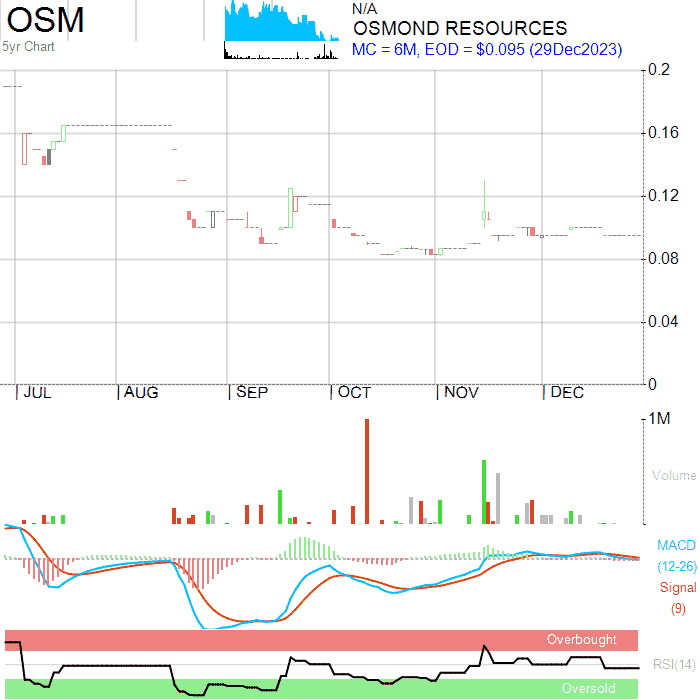 OSM
5yr Chart
N/A
OSMOND RESOURCES
MC = 6M, EOD = $0.095 (29Dec2023)
0.2
0.16
0.12
0.08
0.04
0
JUL AUG SEP OCT NOV DEC
1M
Volume
MACD
(12-26)
Signal
(9)
Overbought
RSI(14)
Oversold